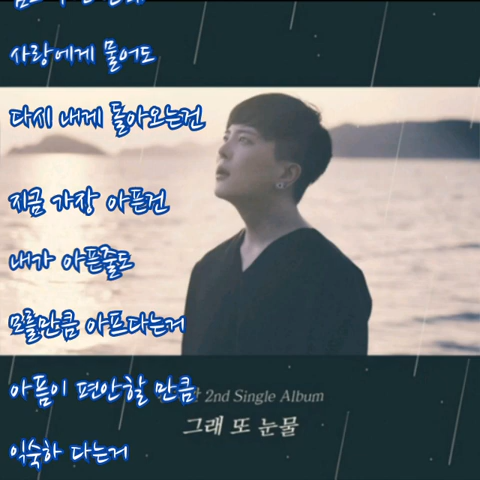 사랑에게 물어도
다시 내게 돌아오는건
지금 가장 아픈건
내가 아픈줄도
모를만큼 아프다는거
아픔이 편안할 만큼
2nd Single Album
그래 또 눈물
익숙하 다는거